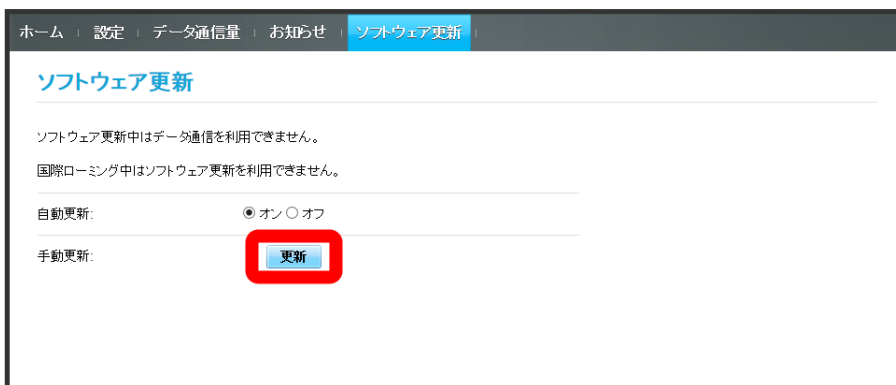 ホーム 設定 データ通信量 お知らせ ソフトウェア更新
ソフトウェア更新
ソフトウェア更新中はデータ通信を利用できません。
国際ローミング中はソフトウェア更新を利用できません。
自動更新: オン オフ
手動更新: 更新